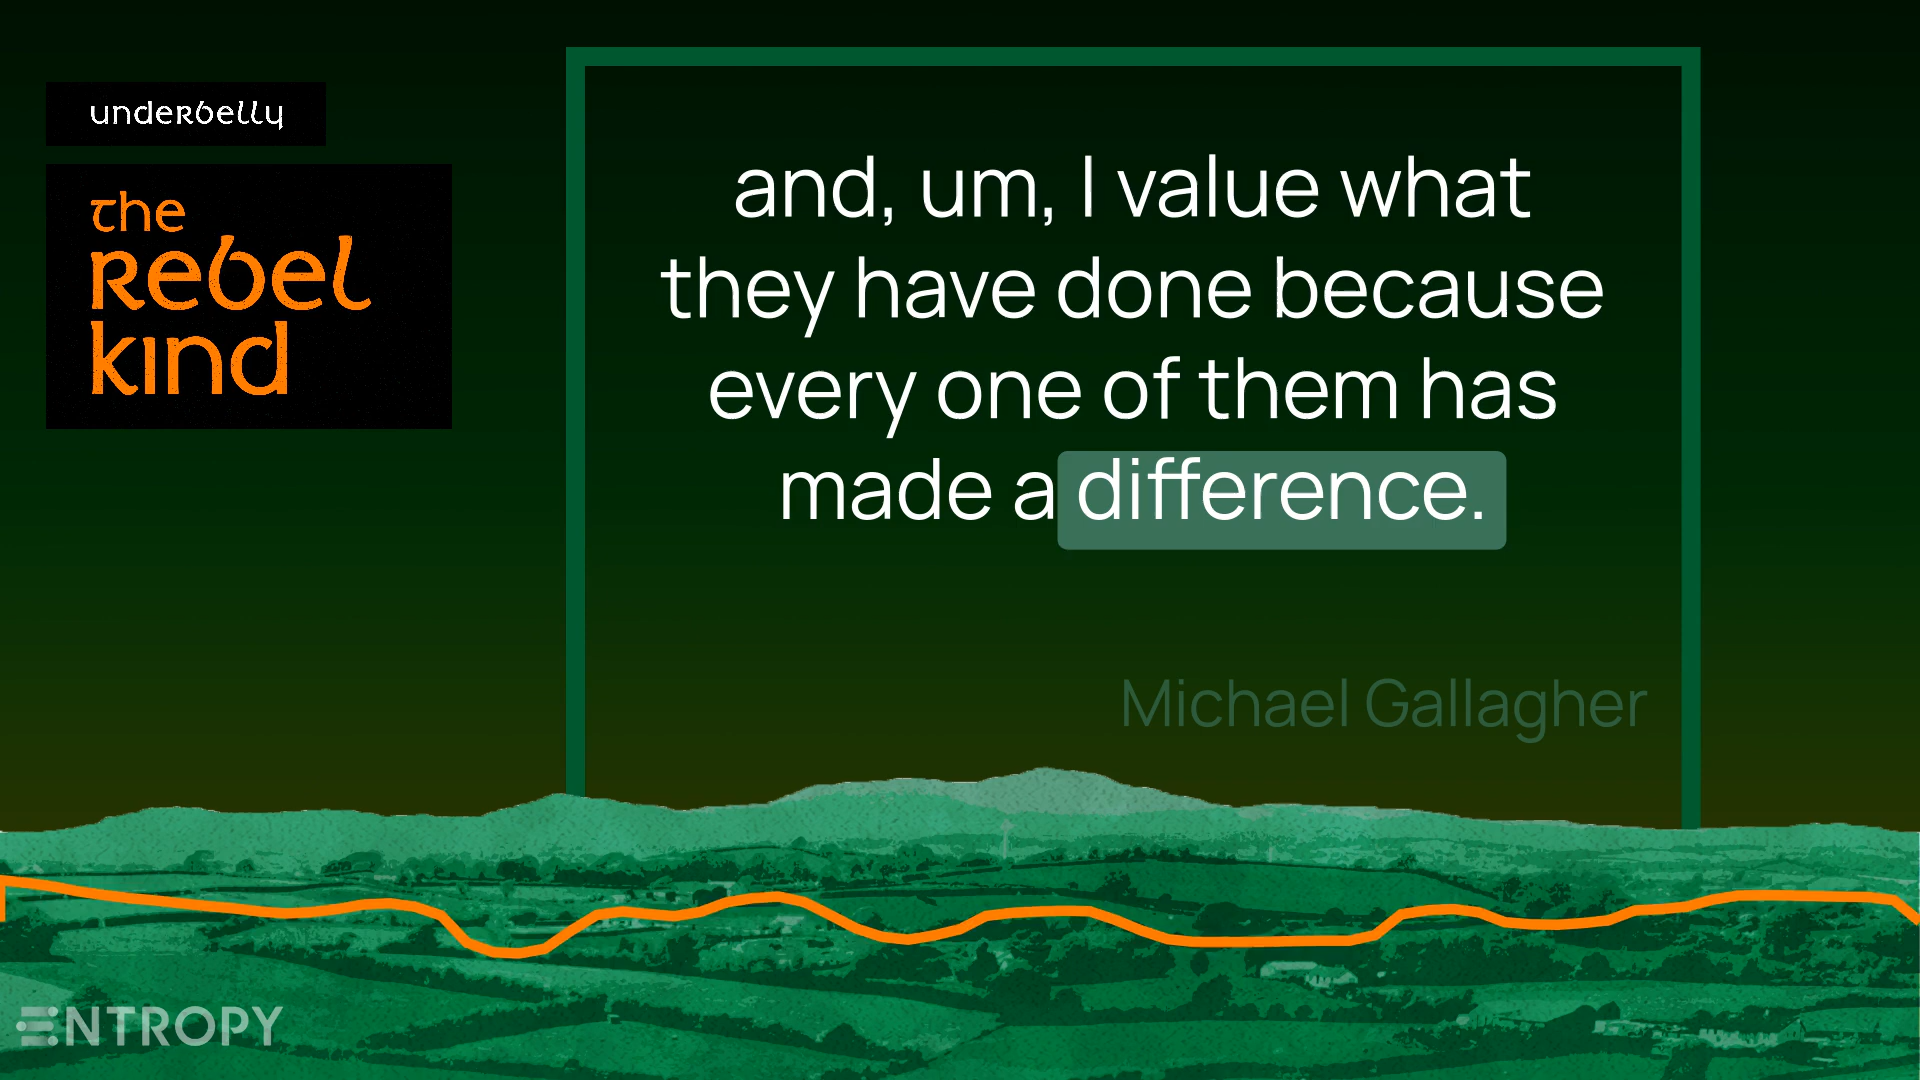 underbelly
the
rebel
kind
and, um, I value what
they have done because
every one of them has
made a difference.
Michael Gallagher
ENTROPY